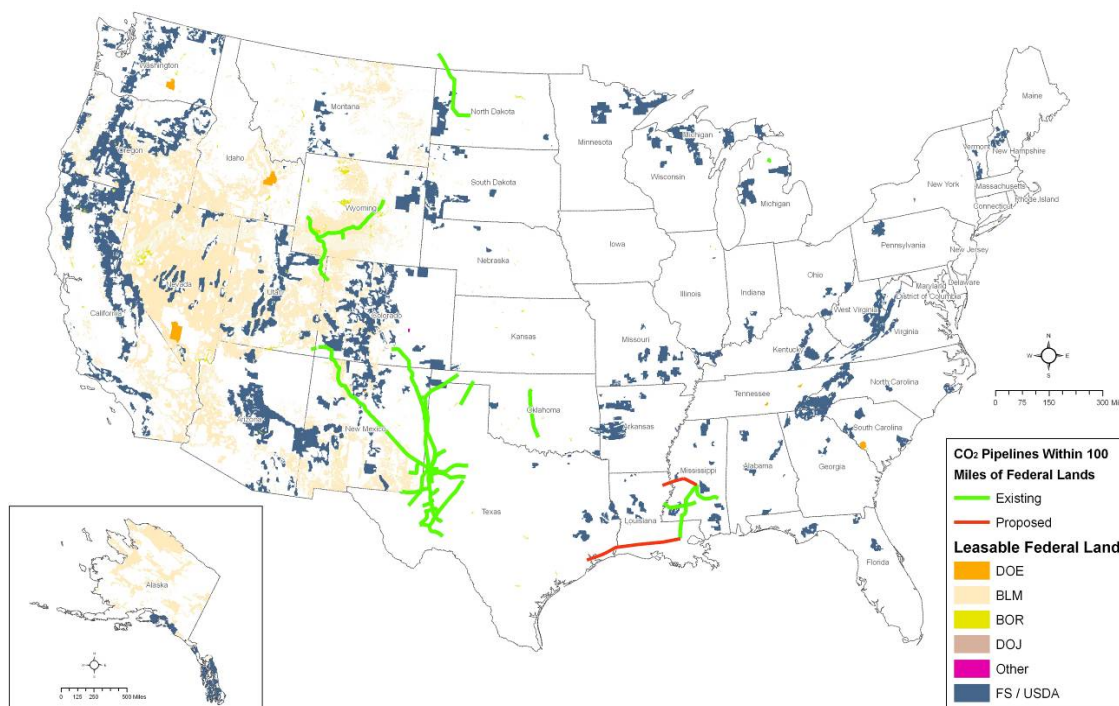 Washington
Montana
North Dakota
Minnesota
Michigan
Maine
Oregon
Idaho
Wyoming
South Dakota
Wisconsin
Michigan
Vermont
New Hampshire
New York
Massachusetts
Connecticut
Rhode Island
Iowa
Nebraska
Pennsylvania
New Jersey
Nevada
Utah
Colorado
Illinois
Indiana
Ohio
Maryland
Delaware
District of Columbia
West Virginia
Virginia
California
Kansas
Missouri
Kentucky
Arizona
New Mexico
Oklahoma
Arkansas
Tennessee
North Carolina
South Carolina
Texas
Louisiana
Mississippi
Alabama
Georgia
Florida
N
W
E
S
0
75
150
300 Mi
CO2 Pipelines Within 100
Miles of Federal Lands
Existing
Proposed
Leasable Federal Land
DOE
BLM
BOR
DOJ
Other
FS / USDA
Alaska
0 125 250 500 Miles